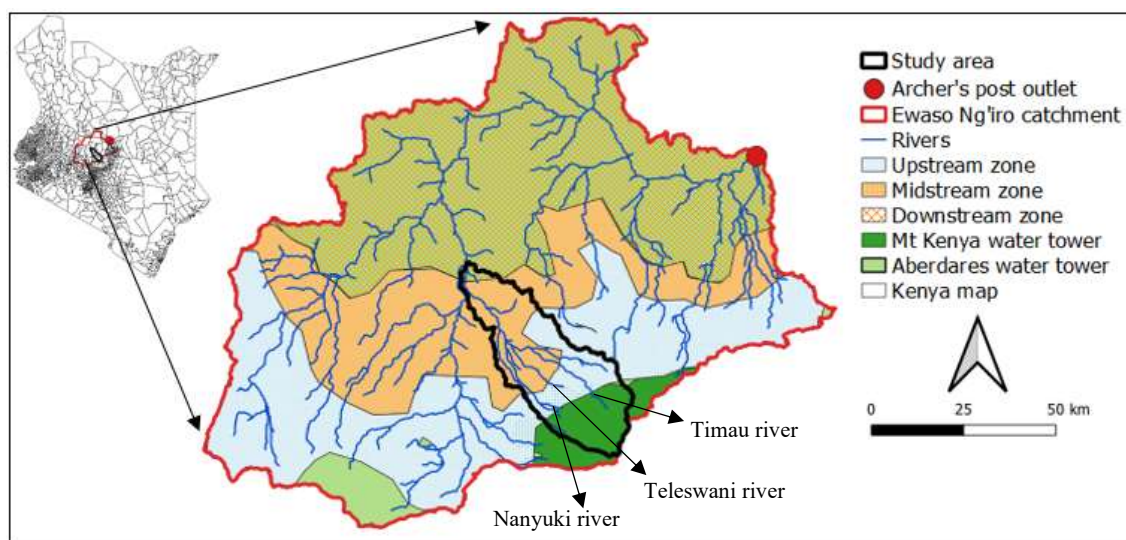 Study area
Archer's post outlet
Ewaso Ng'iro catchment
Rivers
Upstream zone
Midstream zone
Downstream zone
Mt Kenya water tower
Aberdares water tower
Kenya map
0 25 50 km
Timau river
Teleswani river
Nanyuki river